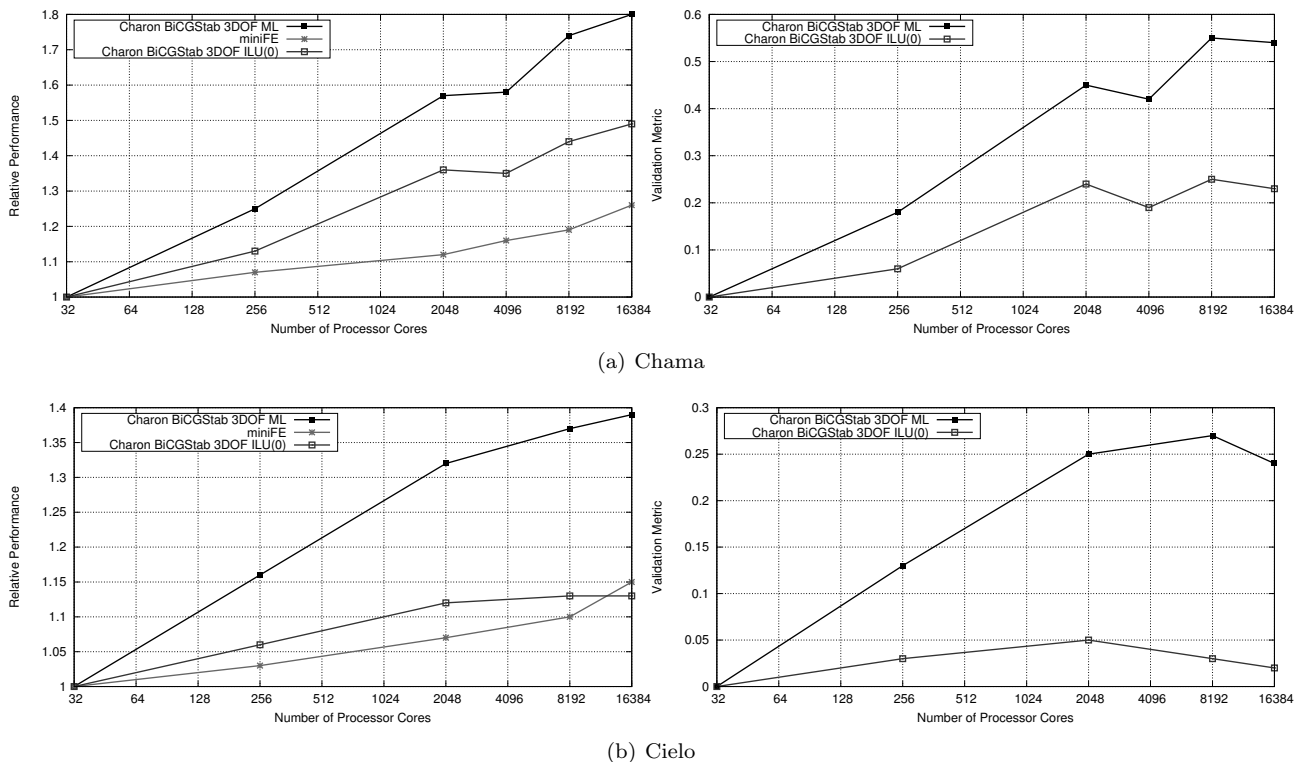 Relative Performance
1.8
1.7
1.6
1.5
1.4
1.3
1.2
1.1
1
Charon BiCGStab 3DOF ML
miniFE
Charon BiCGStab 3DOF ILU(0)
32 64 128 256 512 1024 2048 4096 8192 16384
Number of Processor Cores
Validation Metric
0.6
0.5
0.4
0.3
0.2
0.1
0
Charon BiCGStab 3DOF ML
Charon BiCGStab 3DOF ILU(0)
32 64 128 256 512 1024 2048 4096 8192 16384
Number of Processor Cores
(a) Chama
Relative Performance
1.4
1.35
1.3
1.25
1.2
1.15
1.1
1.05
1
Charon BiCGStab 3DOF ML
miniFE
Charon BiCGStab 3DOF ILU(0)
32 64 128 256 512 1024 2048 4096 8192 16384
Number of Processor Cores
Validation Metric
0.3
0.25
0.2
0.15
0.1
0.05
0
Charon BiCGStab 3DOF ML
Charon BiCGStab 3DOF ILU(0)
32 64 128 256 512 1024 2048 4096 8192 16384
Number of Processor Cores
(b) Cielo